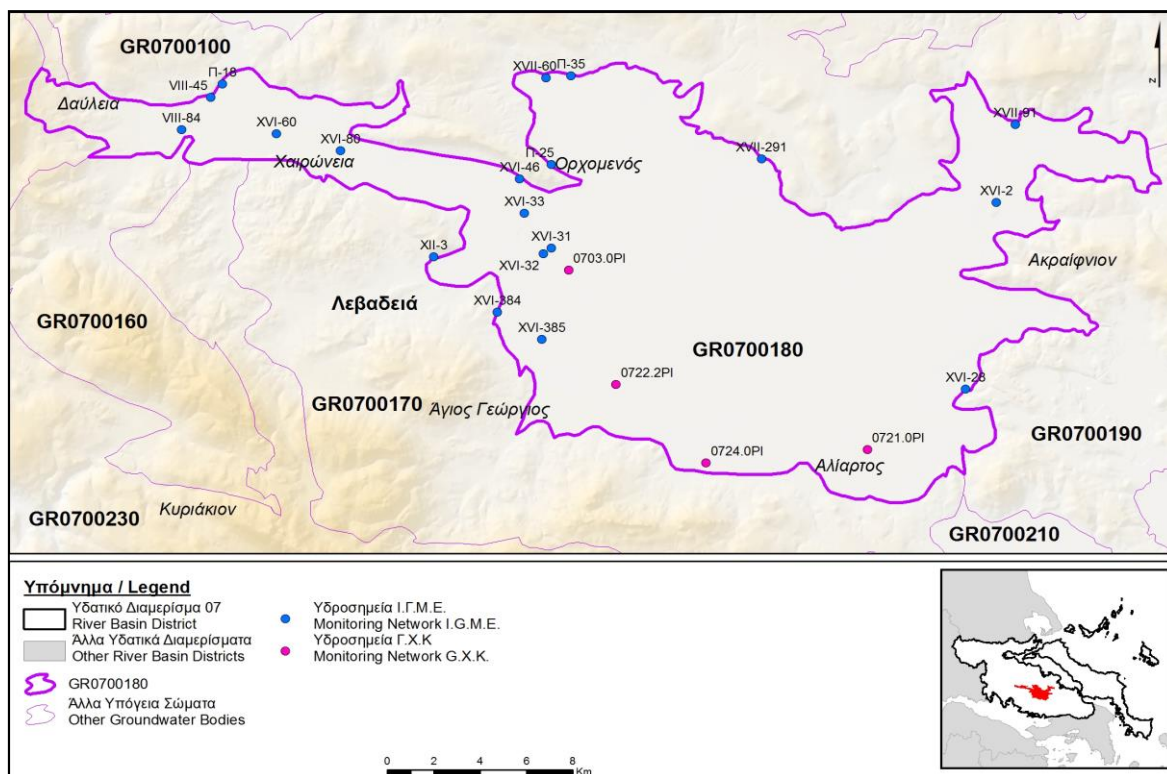 GR0700100
Π-18
VIII-45
Δαύλεια
VIII-84
XVI-60
XVI-80
Χαιρώνεια
XVII-60
Π-35
Π-25
Ορχομενός
XVI-46
XVII-291
XVII-91
XVI-2
XVI-33
XVI-31
XVI-32
0703.0PI
XII-3
Ακραίφνιον
Λεβαδειά
XVI-384
XVI-385
GR0700160
GR0700180
0722.2PI
XVI-28
GR0700170
Άγιος Γεώργιος
GR0700190
0721.0PI
0724.0PI
Αλίαρτος
Κυριάκιον
GR0700230
GR0700210
N
Υπόμνημα / Legend
Υδατικό Διαμερίσμα 07
River Basin District
Άλλα Υδατικά Διαμερίσματα
Other River Basin Districts
GR0700180
Άλλα Υπόγεια Σώματα
Other Groundwater Bodies
Υδροσημεία Ι.Γ.Μ.Ε.
Monitoring Network I.G.M.E.
Υδροσημεία Γ.Χ.Κ
Monitoring Network G.X.K.
0 2 4 6 8
Km